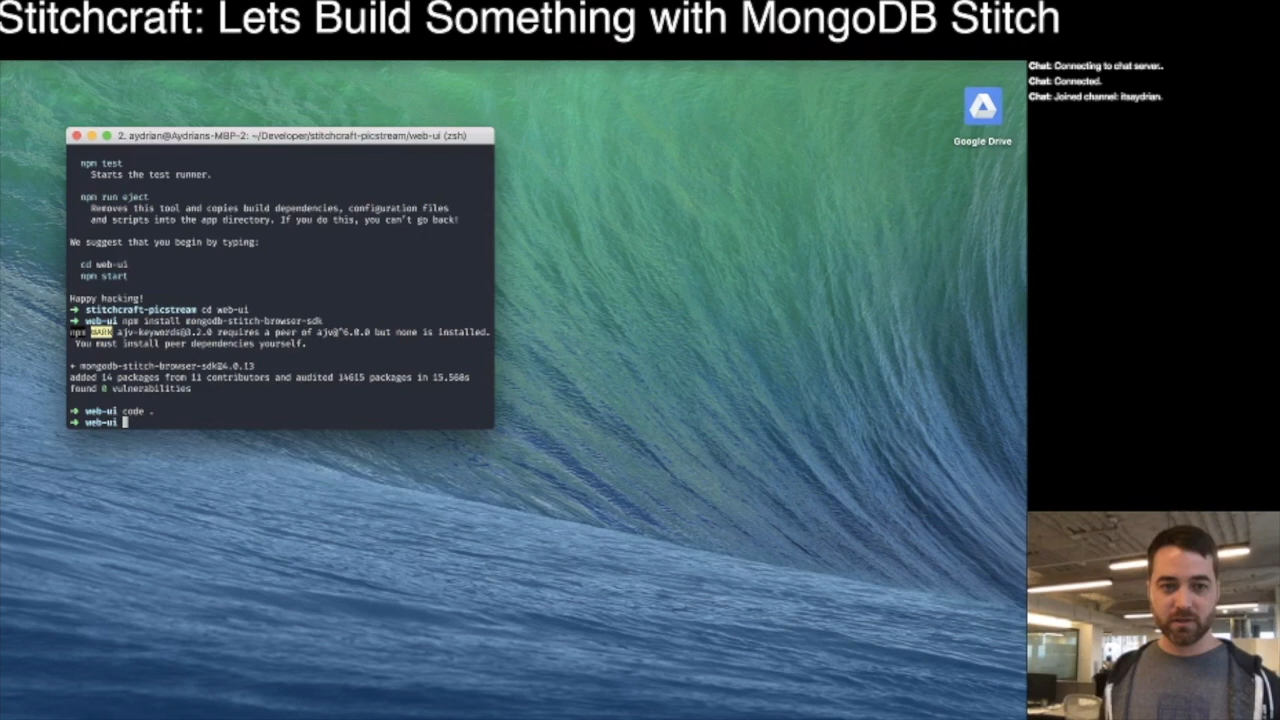 Stitchcraft: Lets Build Something with MongoDB Stitch
Chat: Connecting to chat server..
Chat: Connected.
Chat: Joined channel: itsaydrian.
Google Drive
2. aydrian@Aydrians-MBP-2: ~/Developer/stitchcraft-picstream/web-ui (zsh)
npm test
Starts the test runner.
npm run eject
Removes this tool and copies build dependencies, configuration files
and scripts into the app directory. If you do this, you can't go back!
We suggest that you begin by typing:
cd web-ui
npm start
Happy hacking!
➜ stitchcraft-picstream cd web-ui
➜ web-ui npm install mongodb-stitch-browser-sdk
npm WARN ajv-keywords@3.2.0 requires a peer of ajv@^6.0.0 but none is installed.
You must install peer dependencies yourself.
+ mongodb-stitch-browser-sdk@4.0.13
added 14 packages from 11 contributors and audited 14615 packages in 15.568s
found 0 vulnerabilities
➜ web-ui code .
➜ web-ui